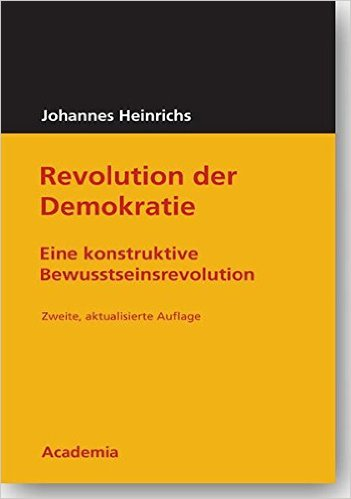 Johannes Heinrichs
Revolution der
Demokratie
Eine konstruktive
Bewusstseinsrevolution
Zweite, aktualisierte Auflage
Academia